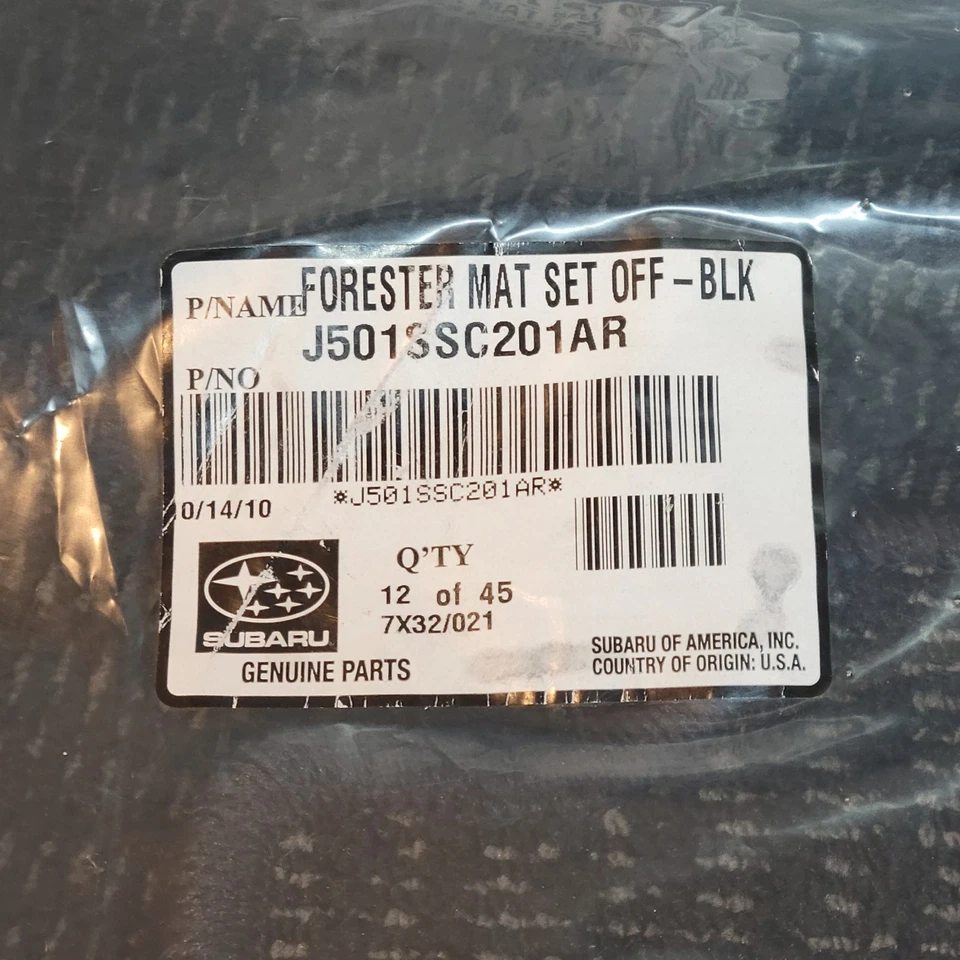 P/NAME FORESTER MAT SET OFF-BLK
J501SSC201AR
P/NO
*J501SSC201AR*
0/14/10
Q'TY
12 of 45
7X32/021
SUBARU
GENUINE PARTS
SUBARU OF AMERICA, INC.
COUNTRY OF ORIGIN: U.S.A.